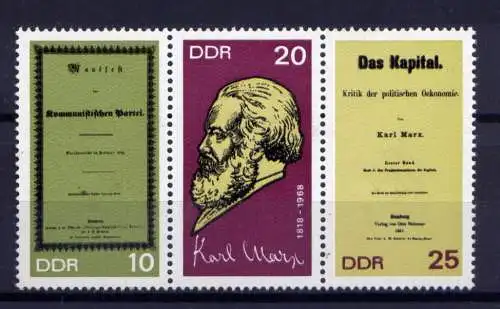 Manifest
der
Kommunistischen Partei.
London.
DDR 10
DDR 20
1818-1968
Karl Marx
Das Kapital.
Kritik der politischen Oekonomie.
Von
Karl Marx.
Erster Band
Hamburg
Verlag von Otto Meissner.
1867.
DDR 25